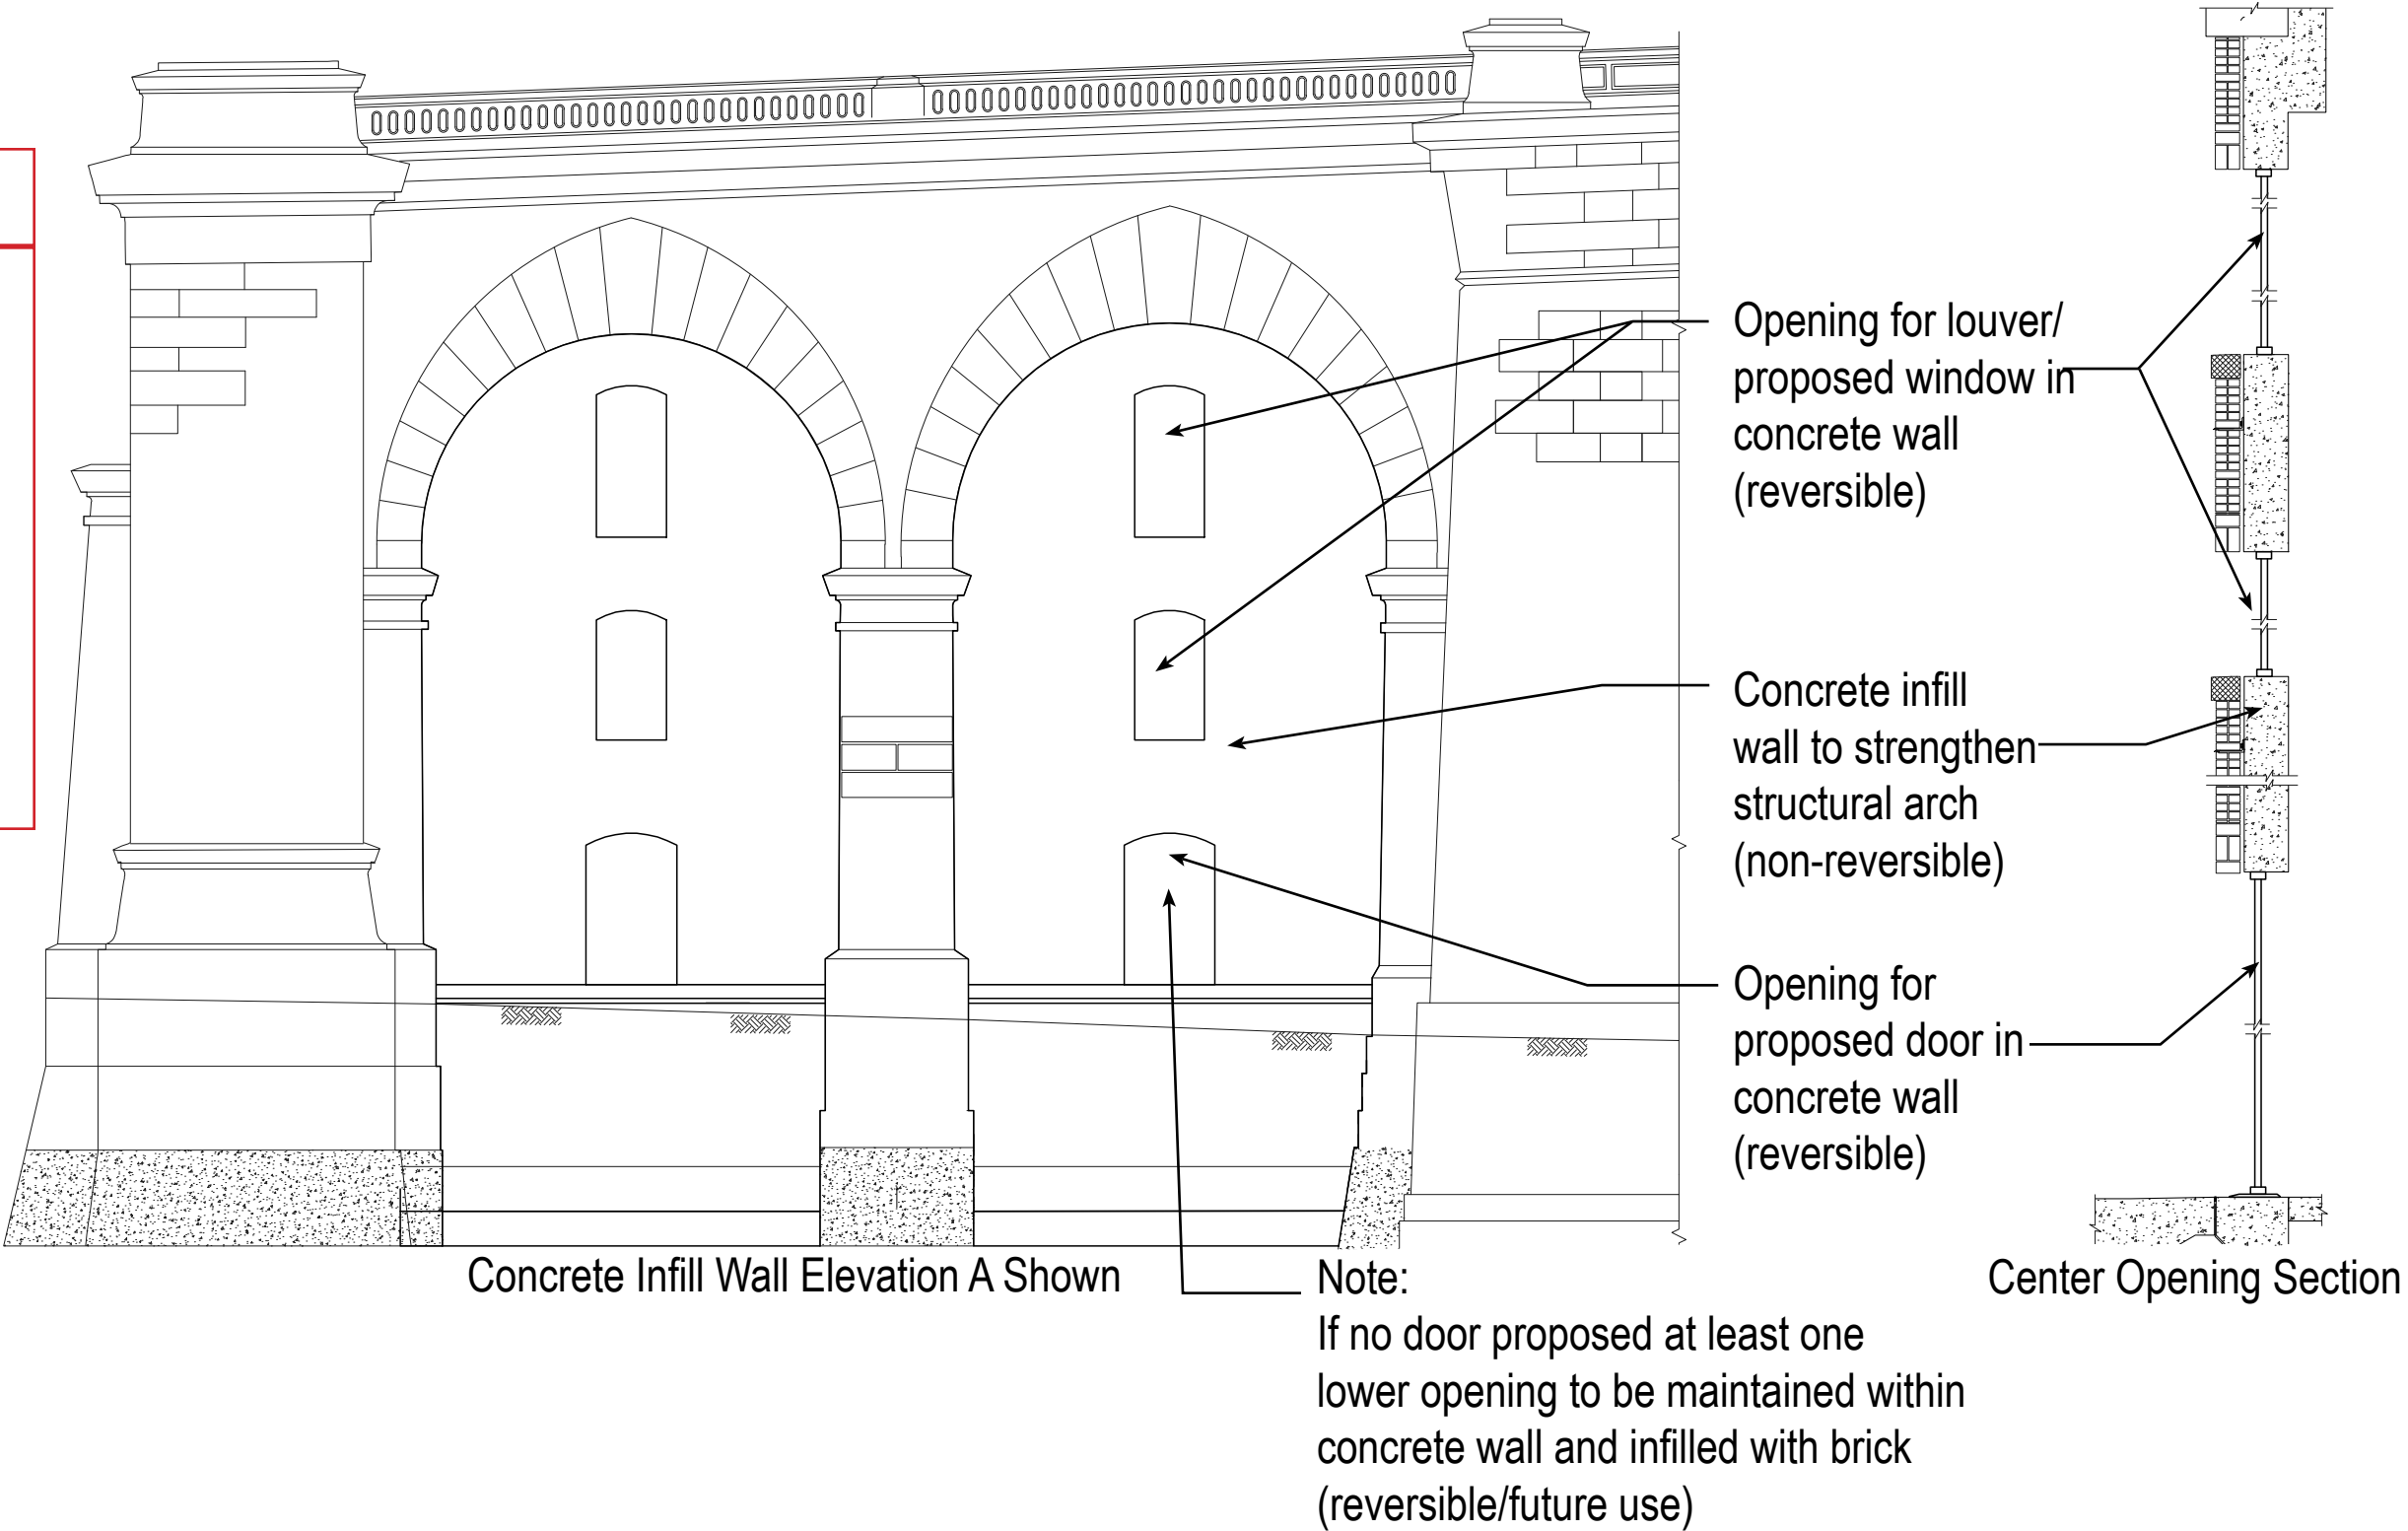 Opening for louver/
proposed window in
concrete wall
(reversible)
Concrete infill
wall to strengthen
structural arch
(non-reversible)
Opening for
proposed door in
concrete wall
(reversible)
Concrete Infill Wall Elevation A Shown
Note:
If no door proposed at least one
lower opening to be maintained within
concrete wall and infilled with brick
(reversible/future use)
Center Opening Section